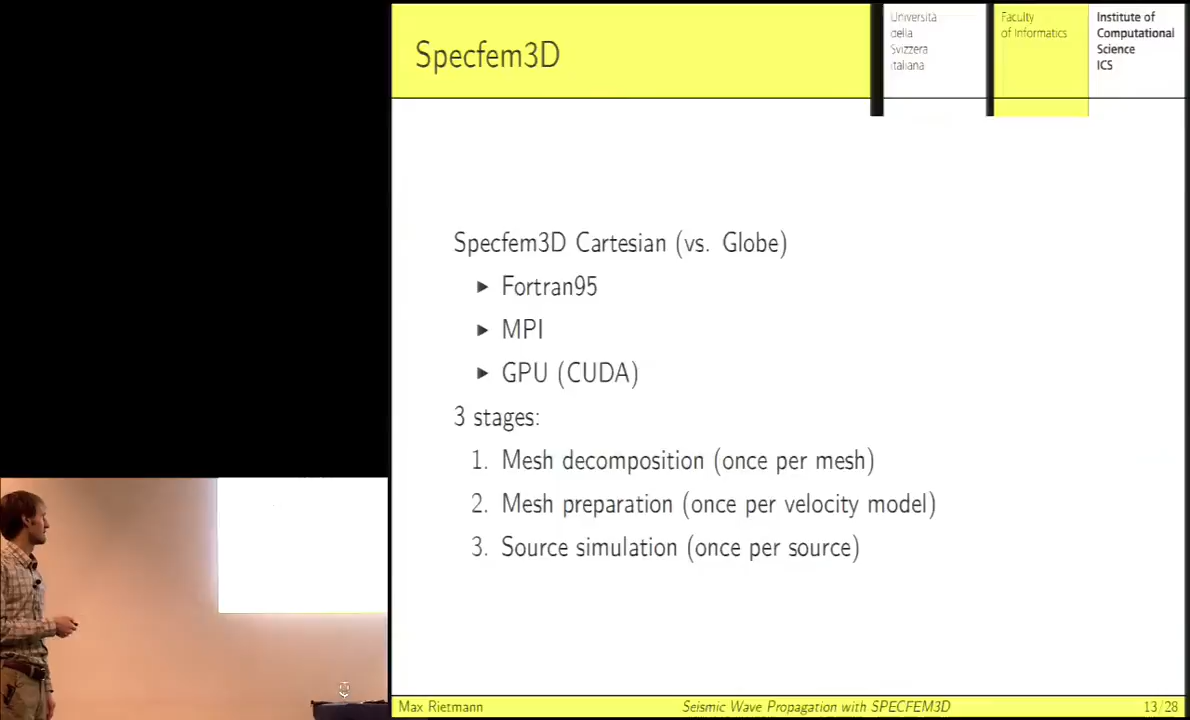 Specfem3D
Università
della
Svizzera
italiana
Faculty
of Informatics
Institute of
Computational
Science
ICS
Specfem3D Cartesian (vs. Globe)
Fortran95
MPI
GPU (CUDA)
3 stages:
1. Mesh decomposition (once per mesh)
2. Mesh preparation (once per velocity model)
3. Source simulation (once per source)
Max Rietmann
Seismic Wave Propagation with SPECFEM3D
13/28